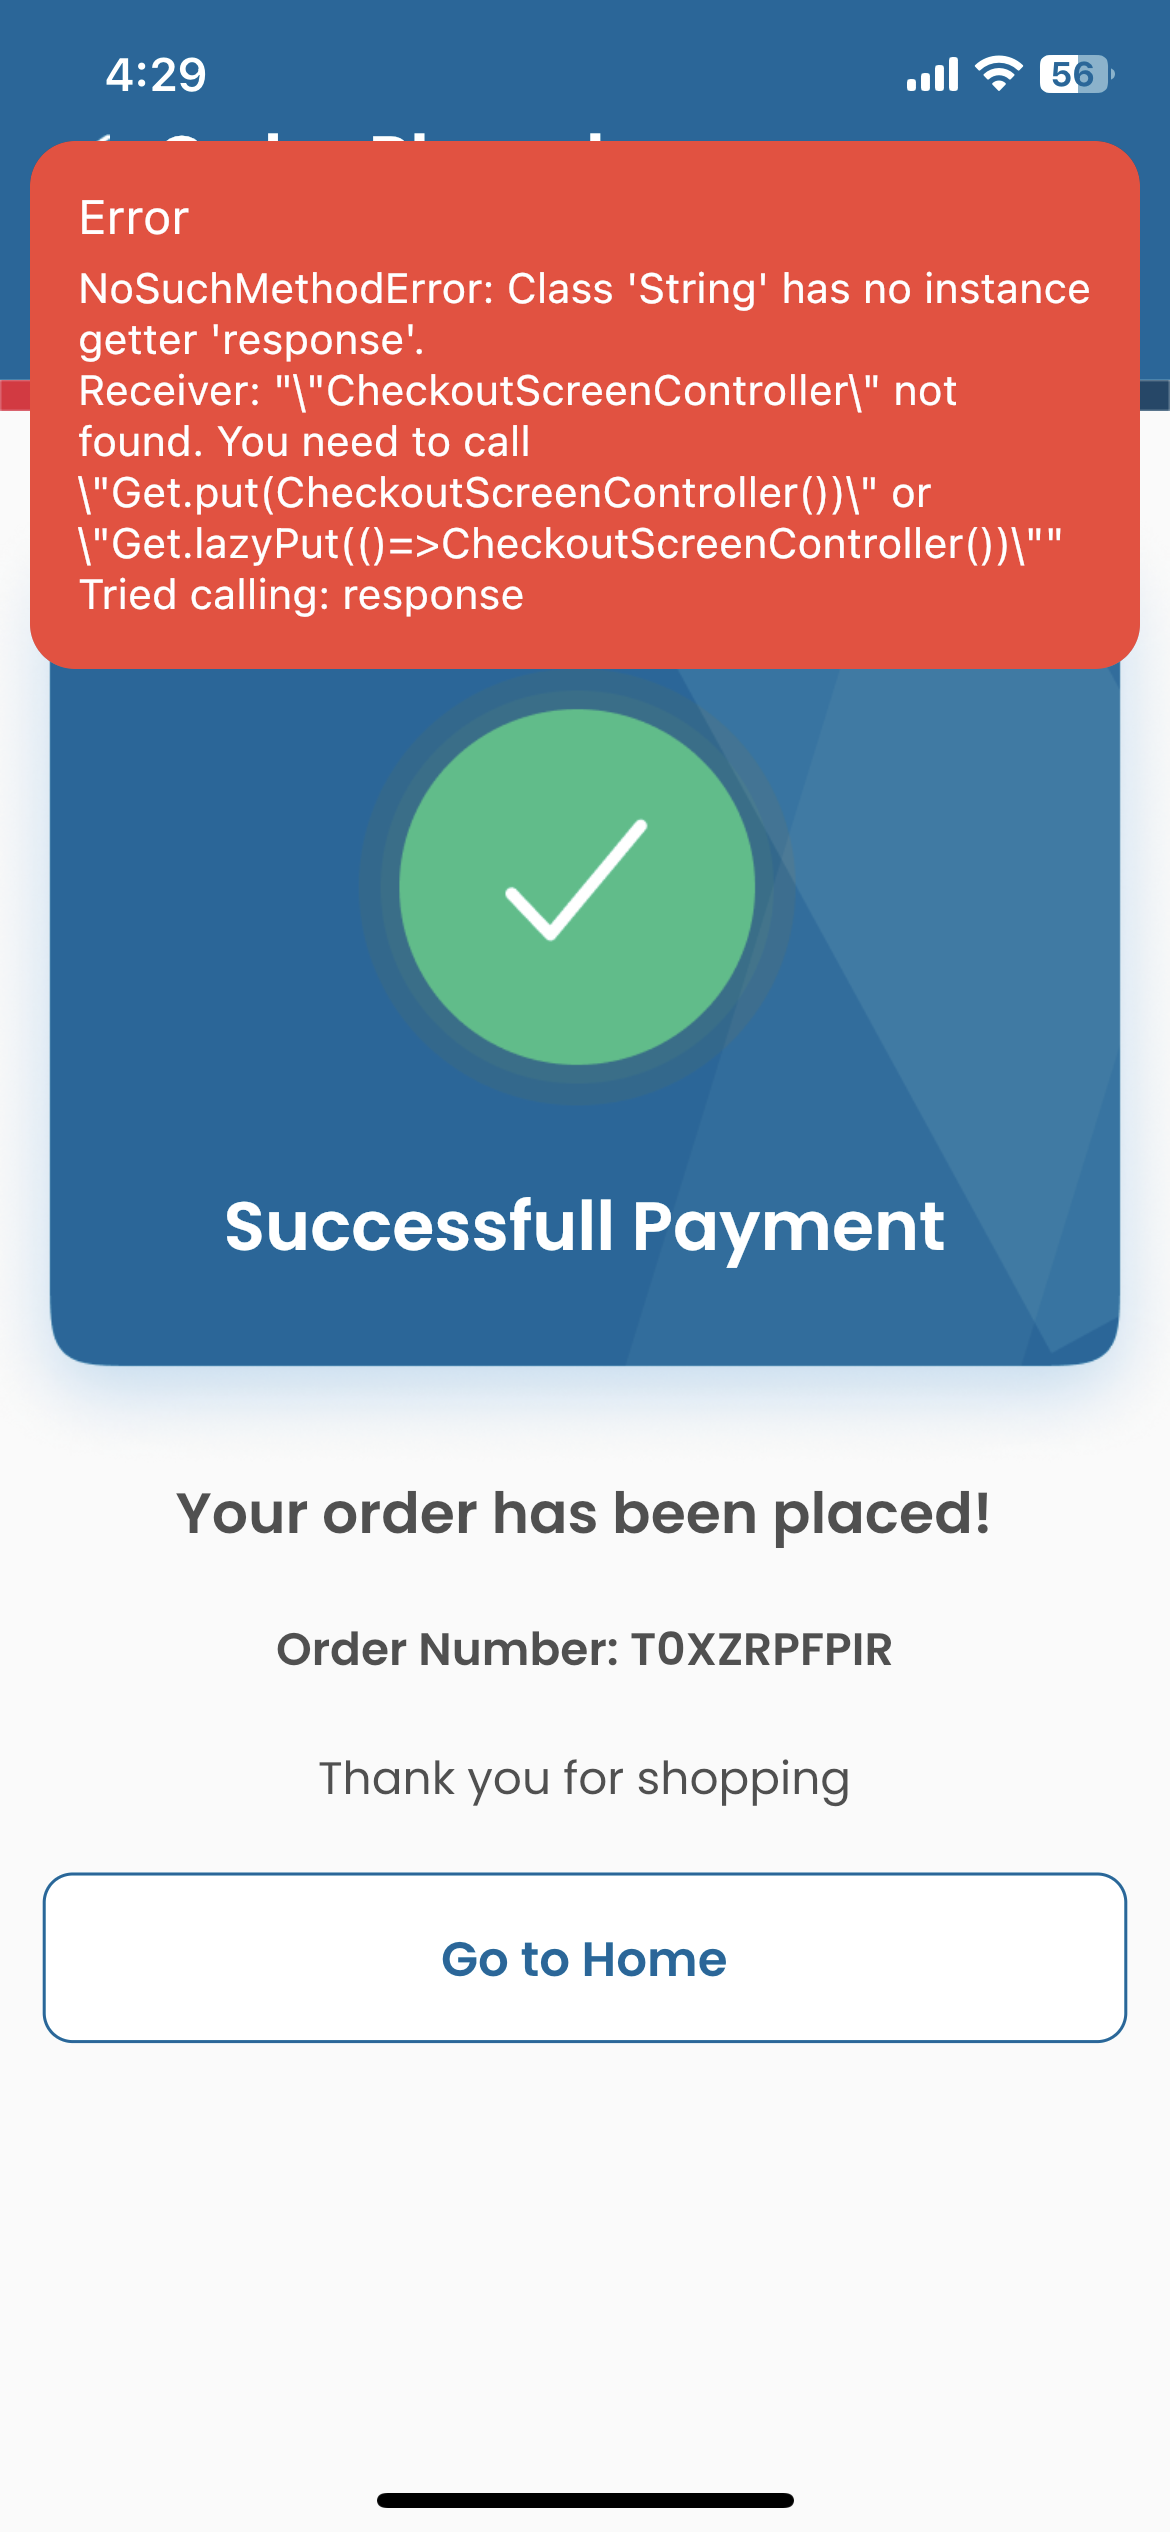 4:29
56
Error
NoSuchMethodError: Class 'String' has no instance
getter 'response'.
Receiver: "\"CheckoutScreenController\" not
found. You need to call
\"Get.put(CheckoutScreenController())\" or
\"Get.lazyPut(()=>CheckoutScreenController())\""
Tried calling: response
Successfull Payment
Your order has been placed!
Order Number: T0XZRPFPIR
Thank you for shopping
Go to Home